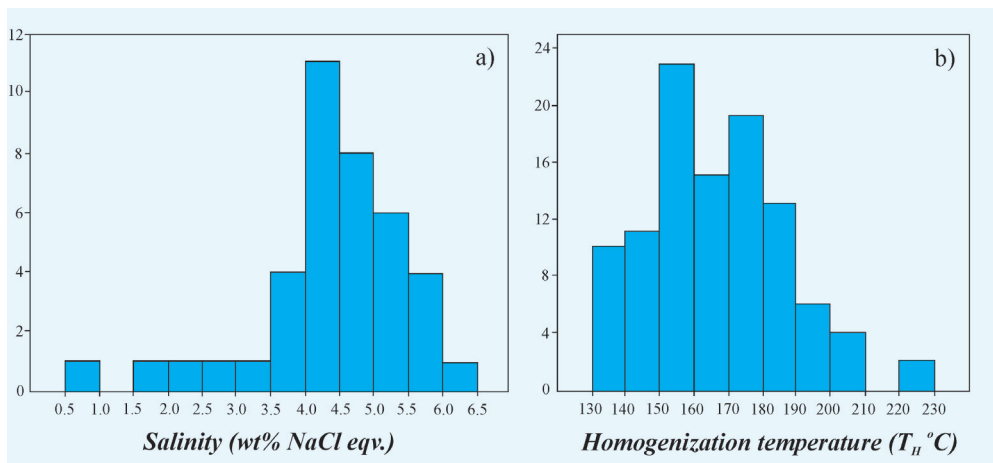 a)
12
10
8
6
4
2
0
0.5 1.0 1.5 2.0 2.5 3.0 3.5 4.0 4.5 5.0 5.5 6.0 6.5
Salinity (wt% NaCl eqv.)
b)
24
20
16
12
8
4
0
130 140 150 160 170 180 190 200 210 220 230
Homogenization temperature (T_H °C)